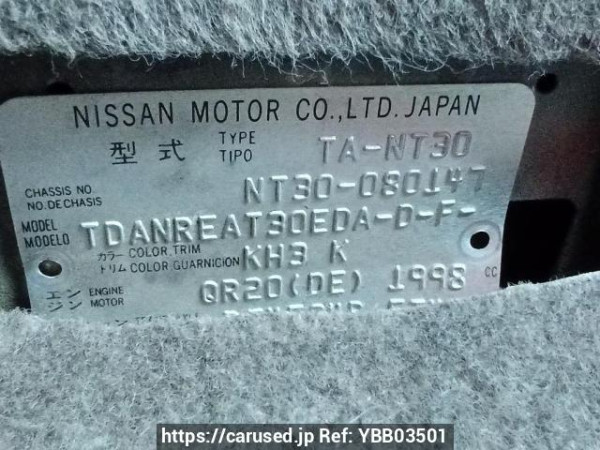 NISSAN MOTOR CO.,LTD. JAPAN
型式 TYPE TIPO TA-NT30
CHASSIS NO. NO.DE CHASIS NT30-080147
MODEL MODELO TDANREAT30EDA-D-F-
カラー COLOR,TRIM トリム COLOR GUARNICION KH3 K
エンジン ENGINE MOTOR QR20(DE) 1998 CC
https://carused.jp Ref: YBB03501